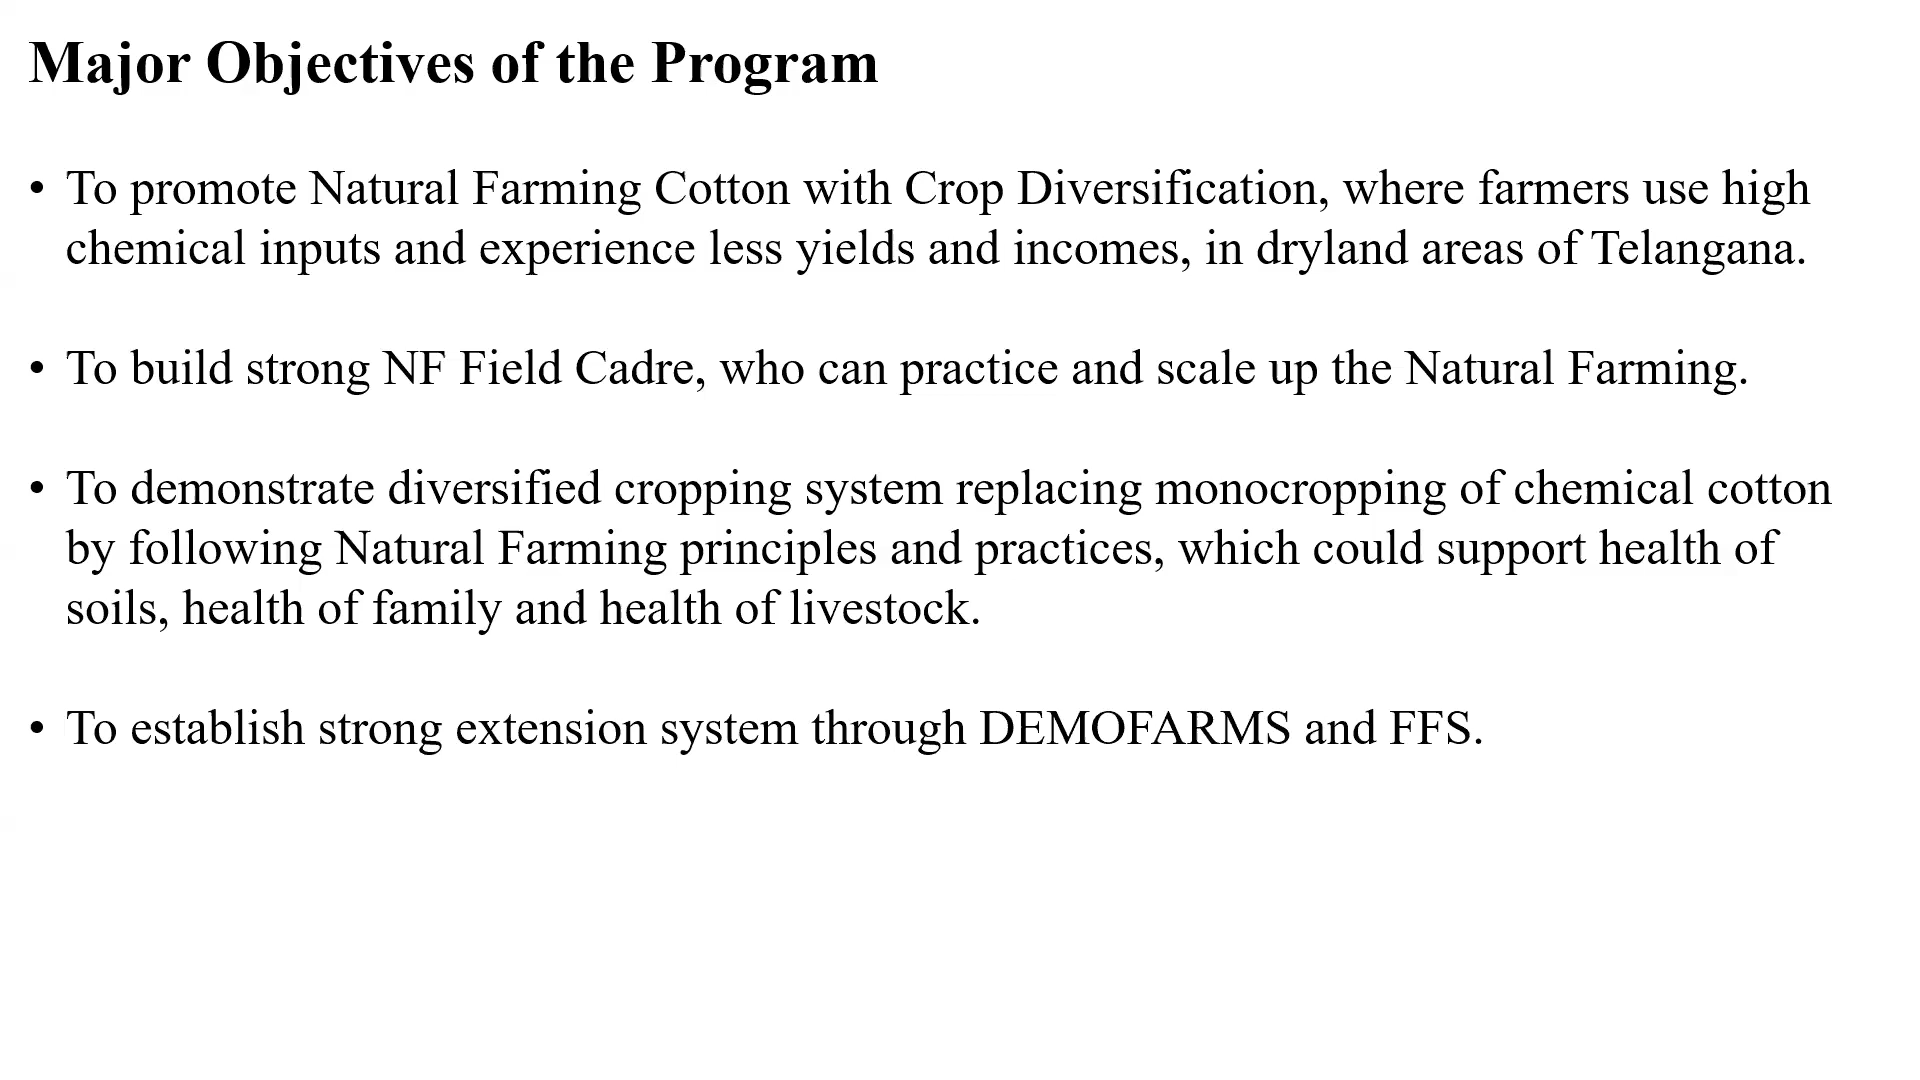 Major Objectives of the Program
• To promote Natural Farming Cotton with Crop Diversification, where farmers use high
chemical inputs and experience less yields and incomes, in dryland areas of Telangana.
• To build strong NF Field Cadre, who can practice and scale up the Natural Farming.
• To demonstrate diversified cropping system replacing monocropping of chemical cotton
by following Natural Farming principles and practices, which could support health of
soils, health of family and health of livestock.
• To establish strong extension system through DEMOFARMS and FFS.